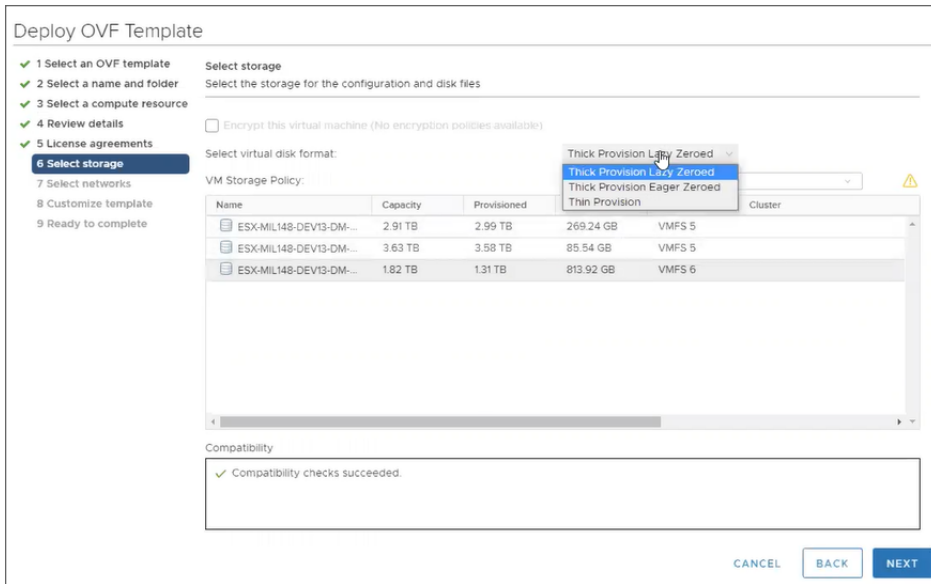 Deploy OVF Template
1 Select an OVF template
2 Select a name and folder
3 Select a compute resource
4 Review details
5 License agreements
6 Select storage
7 Select networks
8 Customize template
9 Ready to complete
Select storage
Select the storage for the configuration and disk files
Encrypt this virtual machine (No encryption policies available)
Select virtual disk format: Thick Provision Lazy Zeroed
Thick Provision Lazy Zeroed
Thick Provision Eager Zeroed
Thin Provision
VM Storage Policy:
Name Capacity Provisioned Cluster
ESX-MIL148-DEV13-DM-... 2.91 TB 2.99 TB 269.24 GB VMFS 5
ESX-MIL148-DEV13-DM-... 3.63 TB 3.58 TB 85.54 GB VMFS 5
ESX-MIL148-DEV13-DM-... 1.82 TB 1.31 TB 813.92 GB VMFS 6
Compatibility
Compatibility checks succeeded.
CANCEL BACK NEXT